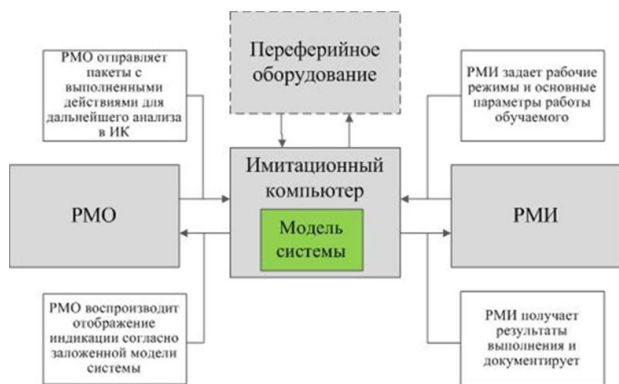 РМО отправляет
пакеты с
выполненными
действиями для
дальнейшего анализа
в ИК
Переферийное
оборудование
РМИ задает рабочие
режимы и основные
параметры работы
обучаемого
РМО
Имитационный
компьютер
Модель
системы
РМИ
РМО воспроизводит
отображение
индикации согласно
заложенной модели
системы
РМИ получает
результаты
выполнения и
документирует